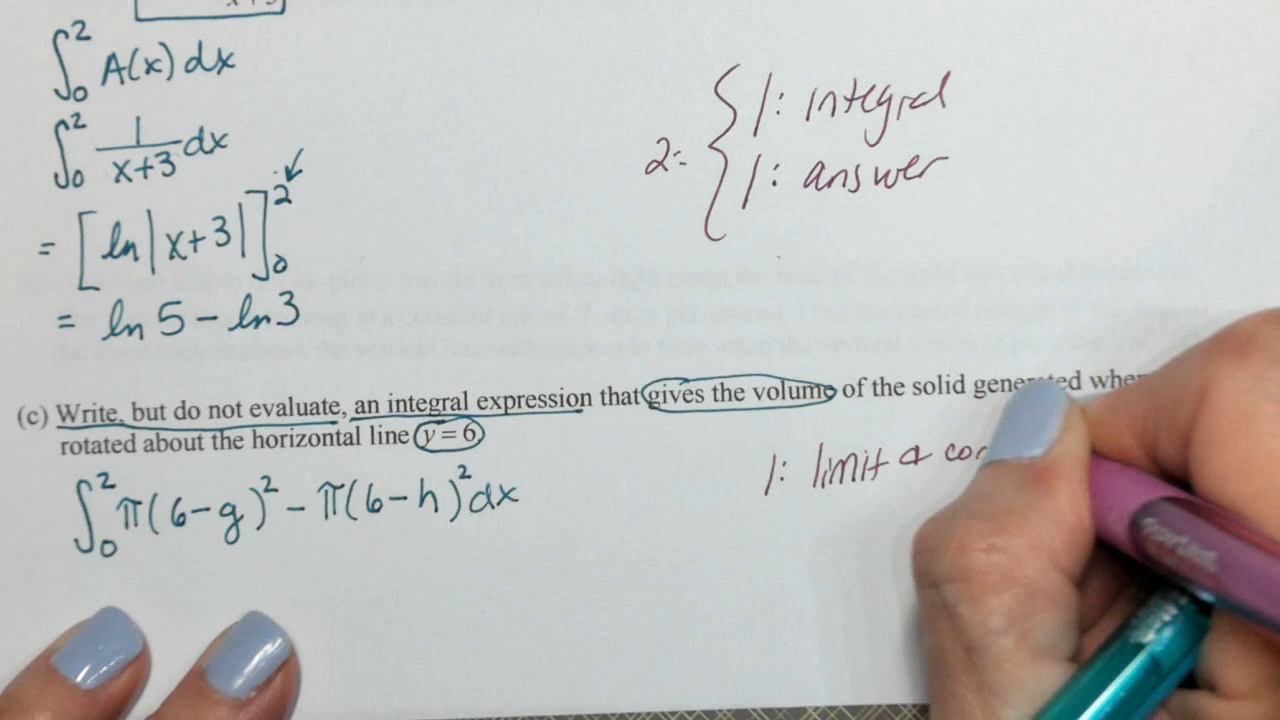 ∫₀² A(x) dx
∫₀² 1/(x+3) dx
= [ln|x+3|]₀²
= ln 5 − ln 3
2: { 1: integral
1: answer
(c) Write, but do not evaluate, an integral expression that gives the volume of the solid generated when
rotated about the horizontal line y = 6
∫₀² π(6−g)² − π(6−h)² dx
1: limit & con